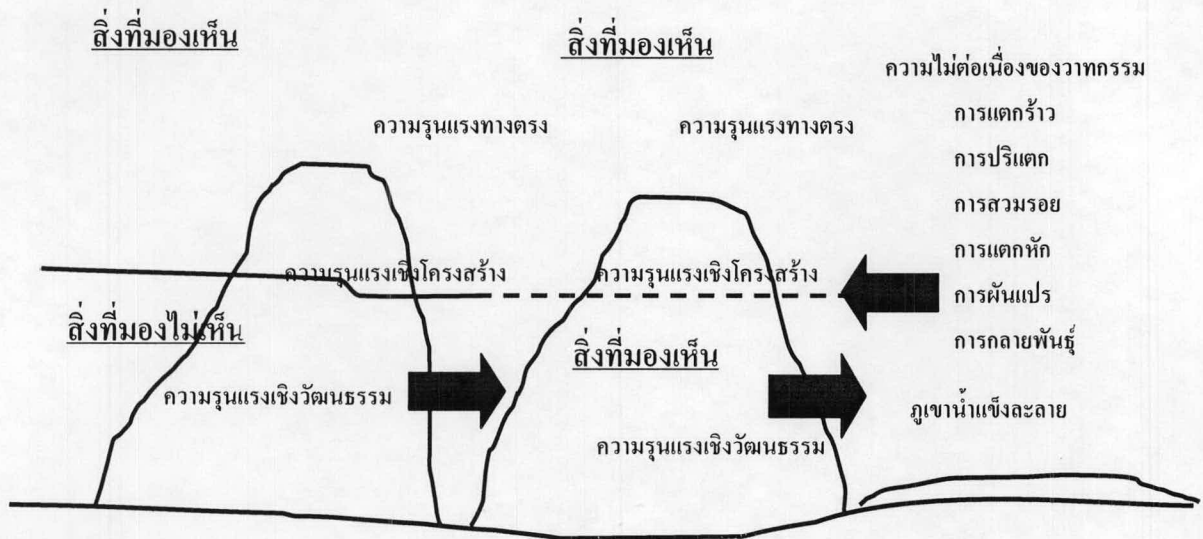 สิ่งที่มองเห็น
สิ่งที่มองเห็น
ความไม่ต่อเนื่องของวาทกรรม
การแตกร้าว
ความรุนแรงทางตรง
ความรุนแรงทางตรง
การปริแตก
การสวมรอย
การแตกหัก
ความรุนแรงเชิงโครงสร้าง
ความรุนแรงเชิงโครงสร้าง
การผันแปร
สิ่งที่มองไม่เห็น
การกลายพันธุ์
สิ่งที่มองเห็น
ความรุนแรงเชิงวัฒนธรรม
ภูเขาน้ำแข็งละลาย
ความรุนแรงเชิงวัฒนธรรม